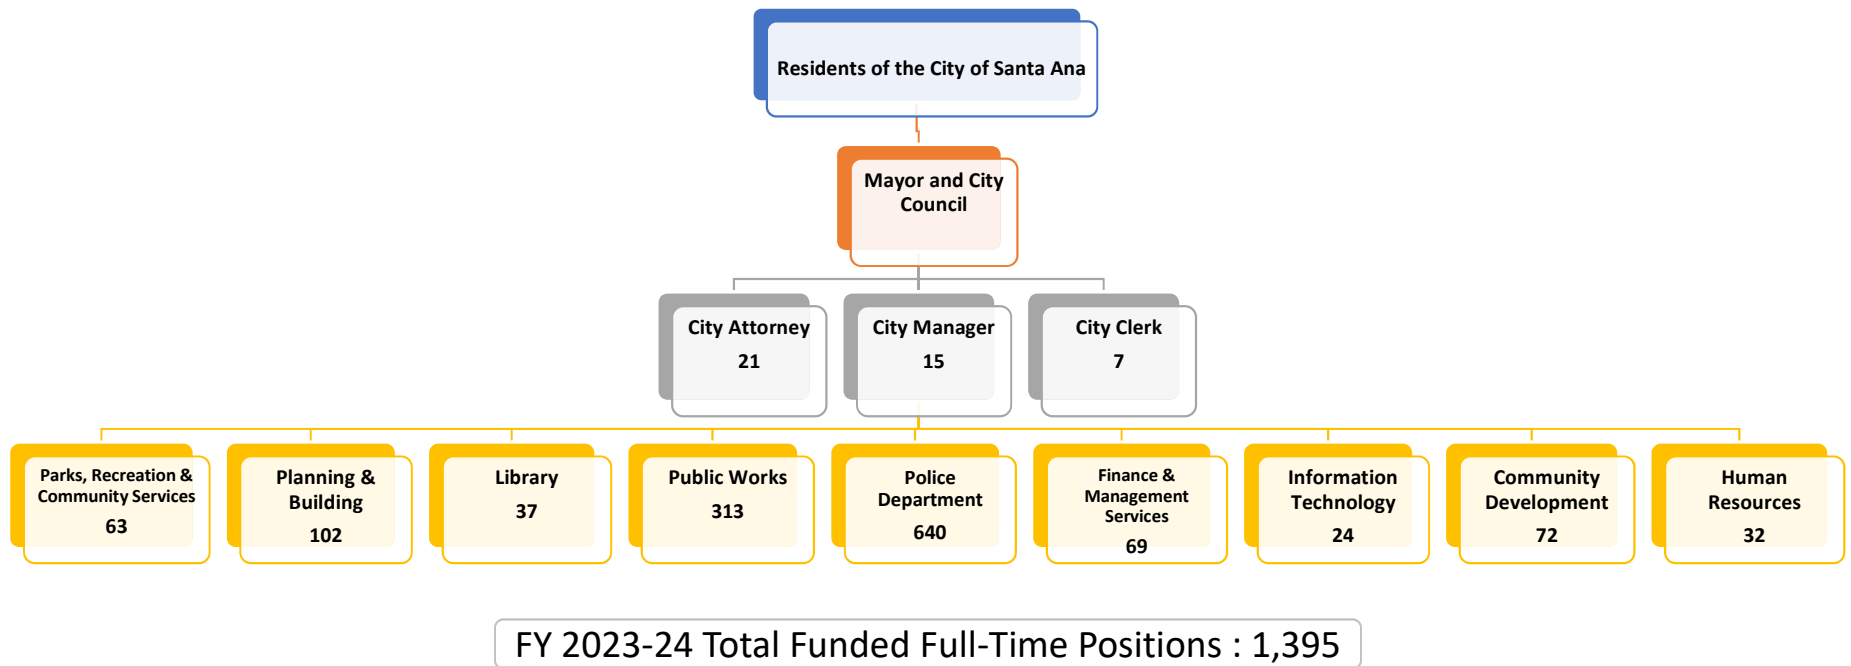 Residents of the City of Santa Ana
Mayor and City
Council
City Attorney
21
City Manager
15
City Clerk
7
Parks, Recreation &
Community Services
63
Planning &
Building
102
Library
37
Public Works
313
Police
Department
640
Finance &
Management
Services
69
Information
Technology
24
Community
Development
72
Human
Resources
32
FY 2023-24 Total Funded Full-Time Positions : 1,395